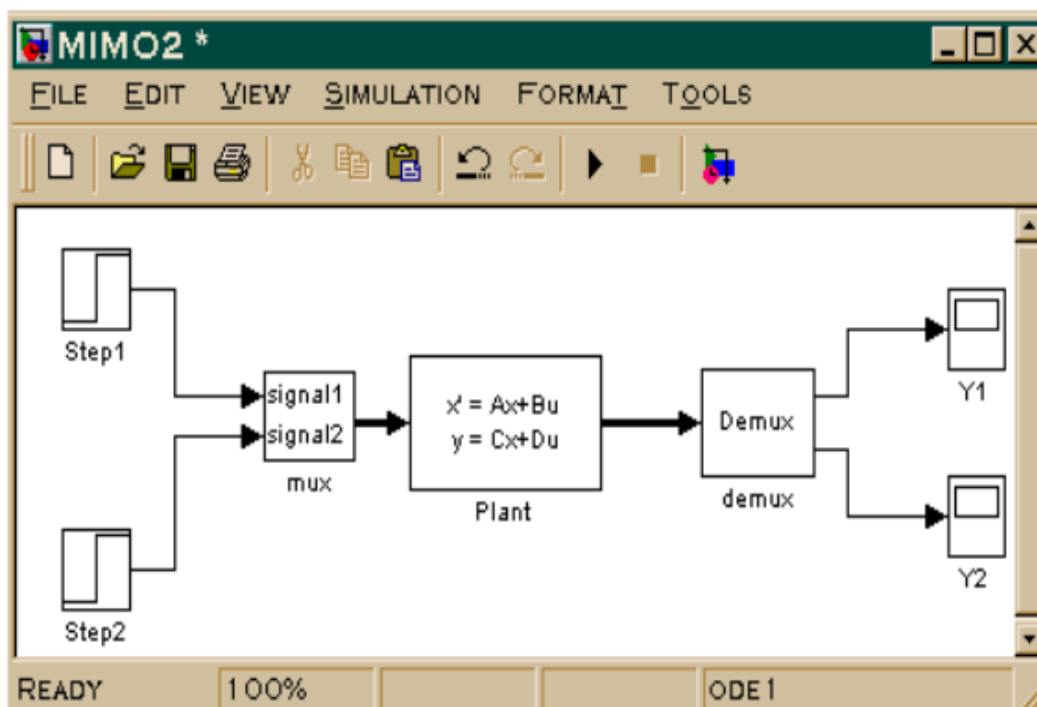 MIMO2 *
FILE EDIT VIEW SIMULATION FORMAT TOOLS
Step1
signal1
signal2
mux
x' = Ax+Bu
y = Cx+Du
Plant
Demux
demux
Y1
Y2
Step2
READY 100% ODE1